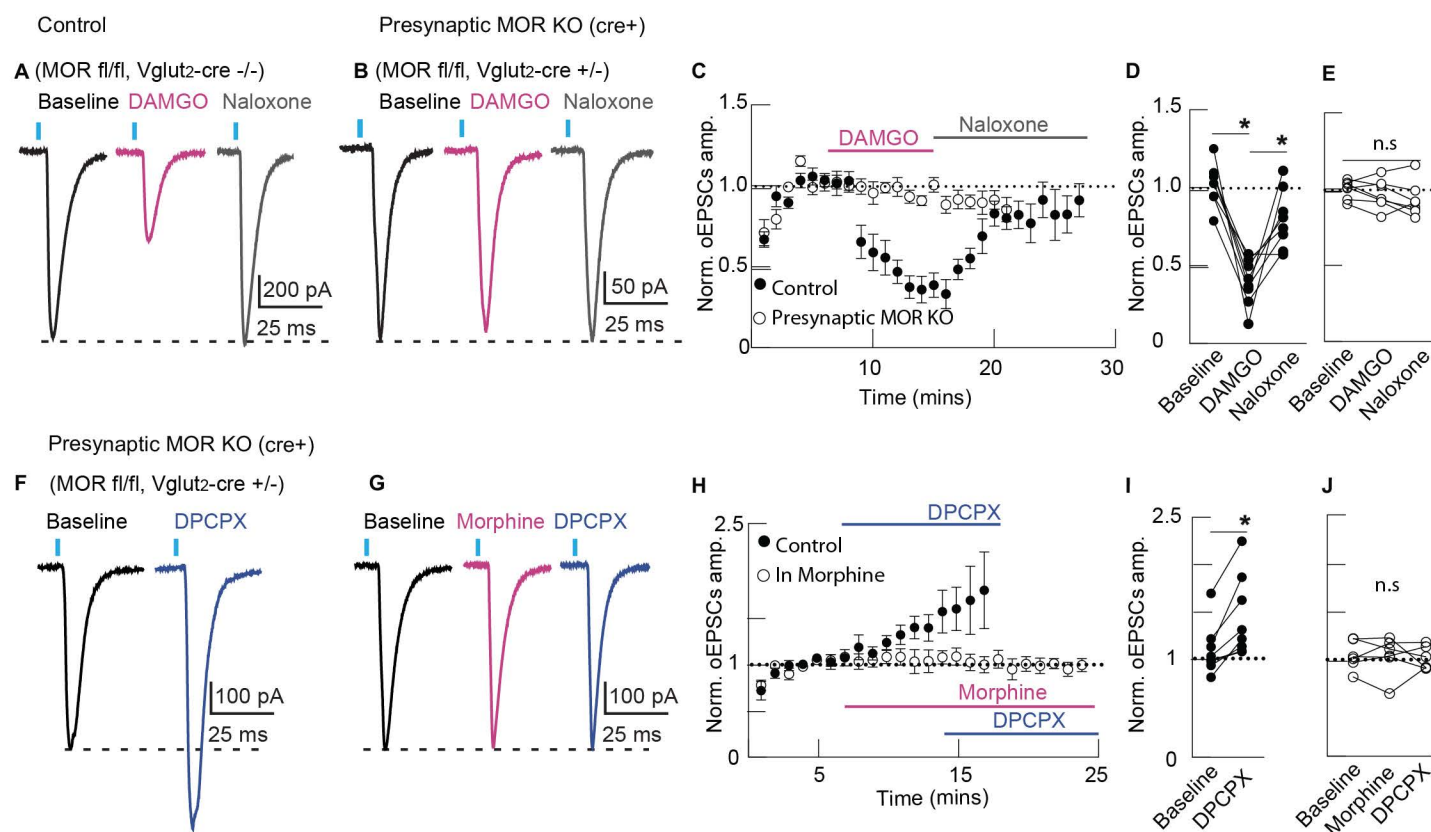 Control
Presynaptic MOR KO (cre+)
A (MOR fl/fl, Vglut2-cre -/-)
Baseline DAMGO Naloxone
200 pA
25 ms
B (MOR fl/fl, Vglut2-cre +/-)
Baseline DAMGO Naloxone
50 pA
25 ms
C
Norm. oEPSCs amp.
1.5
1.0
0.5
0
DAMGO
Naloxone
Control
Presynaptic MOR KO
10 20 30
Time (mins)
D
Norm. oEPSCs amp.
1.5
1.0
0.5
0
* *
Baseline
DAMGO
Naloxone
E
n.s
Baseline
DAMGO
Naloxone
Presynaptic MOR KO (cre+)
F (MOR fl/fl, Vglut2-cre +/-)
Baseline DPCPX
100 pA
25 ms
G
Baseline Morphine DPCPX
100 pA
25 ms
H
Norm. oEPSCs amp.
2.5
1
0
DPCPX
Control
In Morphine
Morphine
DPCPX
5 15 25
Time (mins)
I
Norm. oEPSCs amp.
2.5
1
0
*
Baseline
DPCPX
J
n.s
Baseline
Morphine
DPCPX